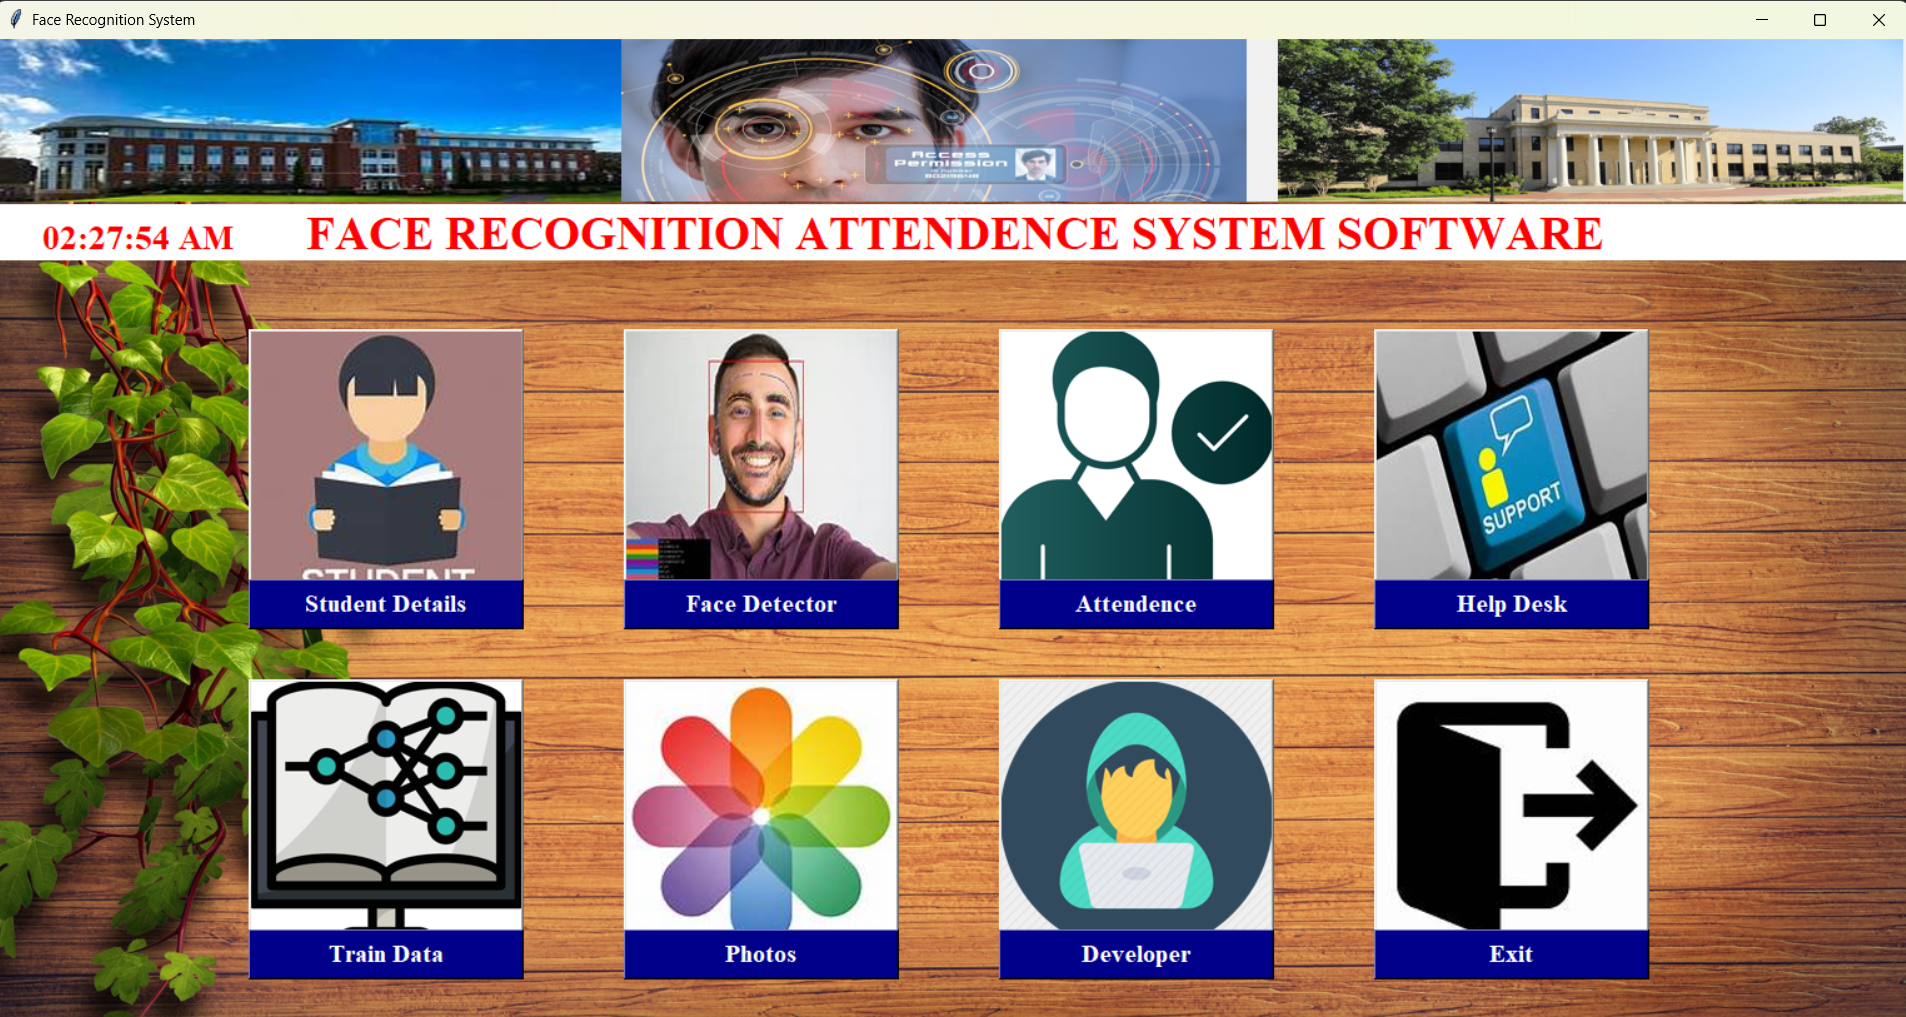 Face Recognition System
Access
Permission
02:27:54 AM
FACE RECOGNITION ATTENDENCE SYSTEM SOFTWARE
STUDENT
SUPPORT
Student Details
Face Detector
Attendence
Help Desk
Train Data
Photos
Developer
Exit